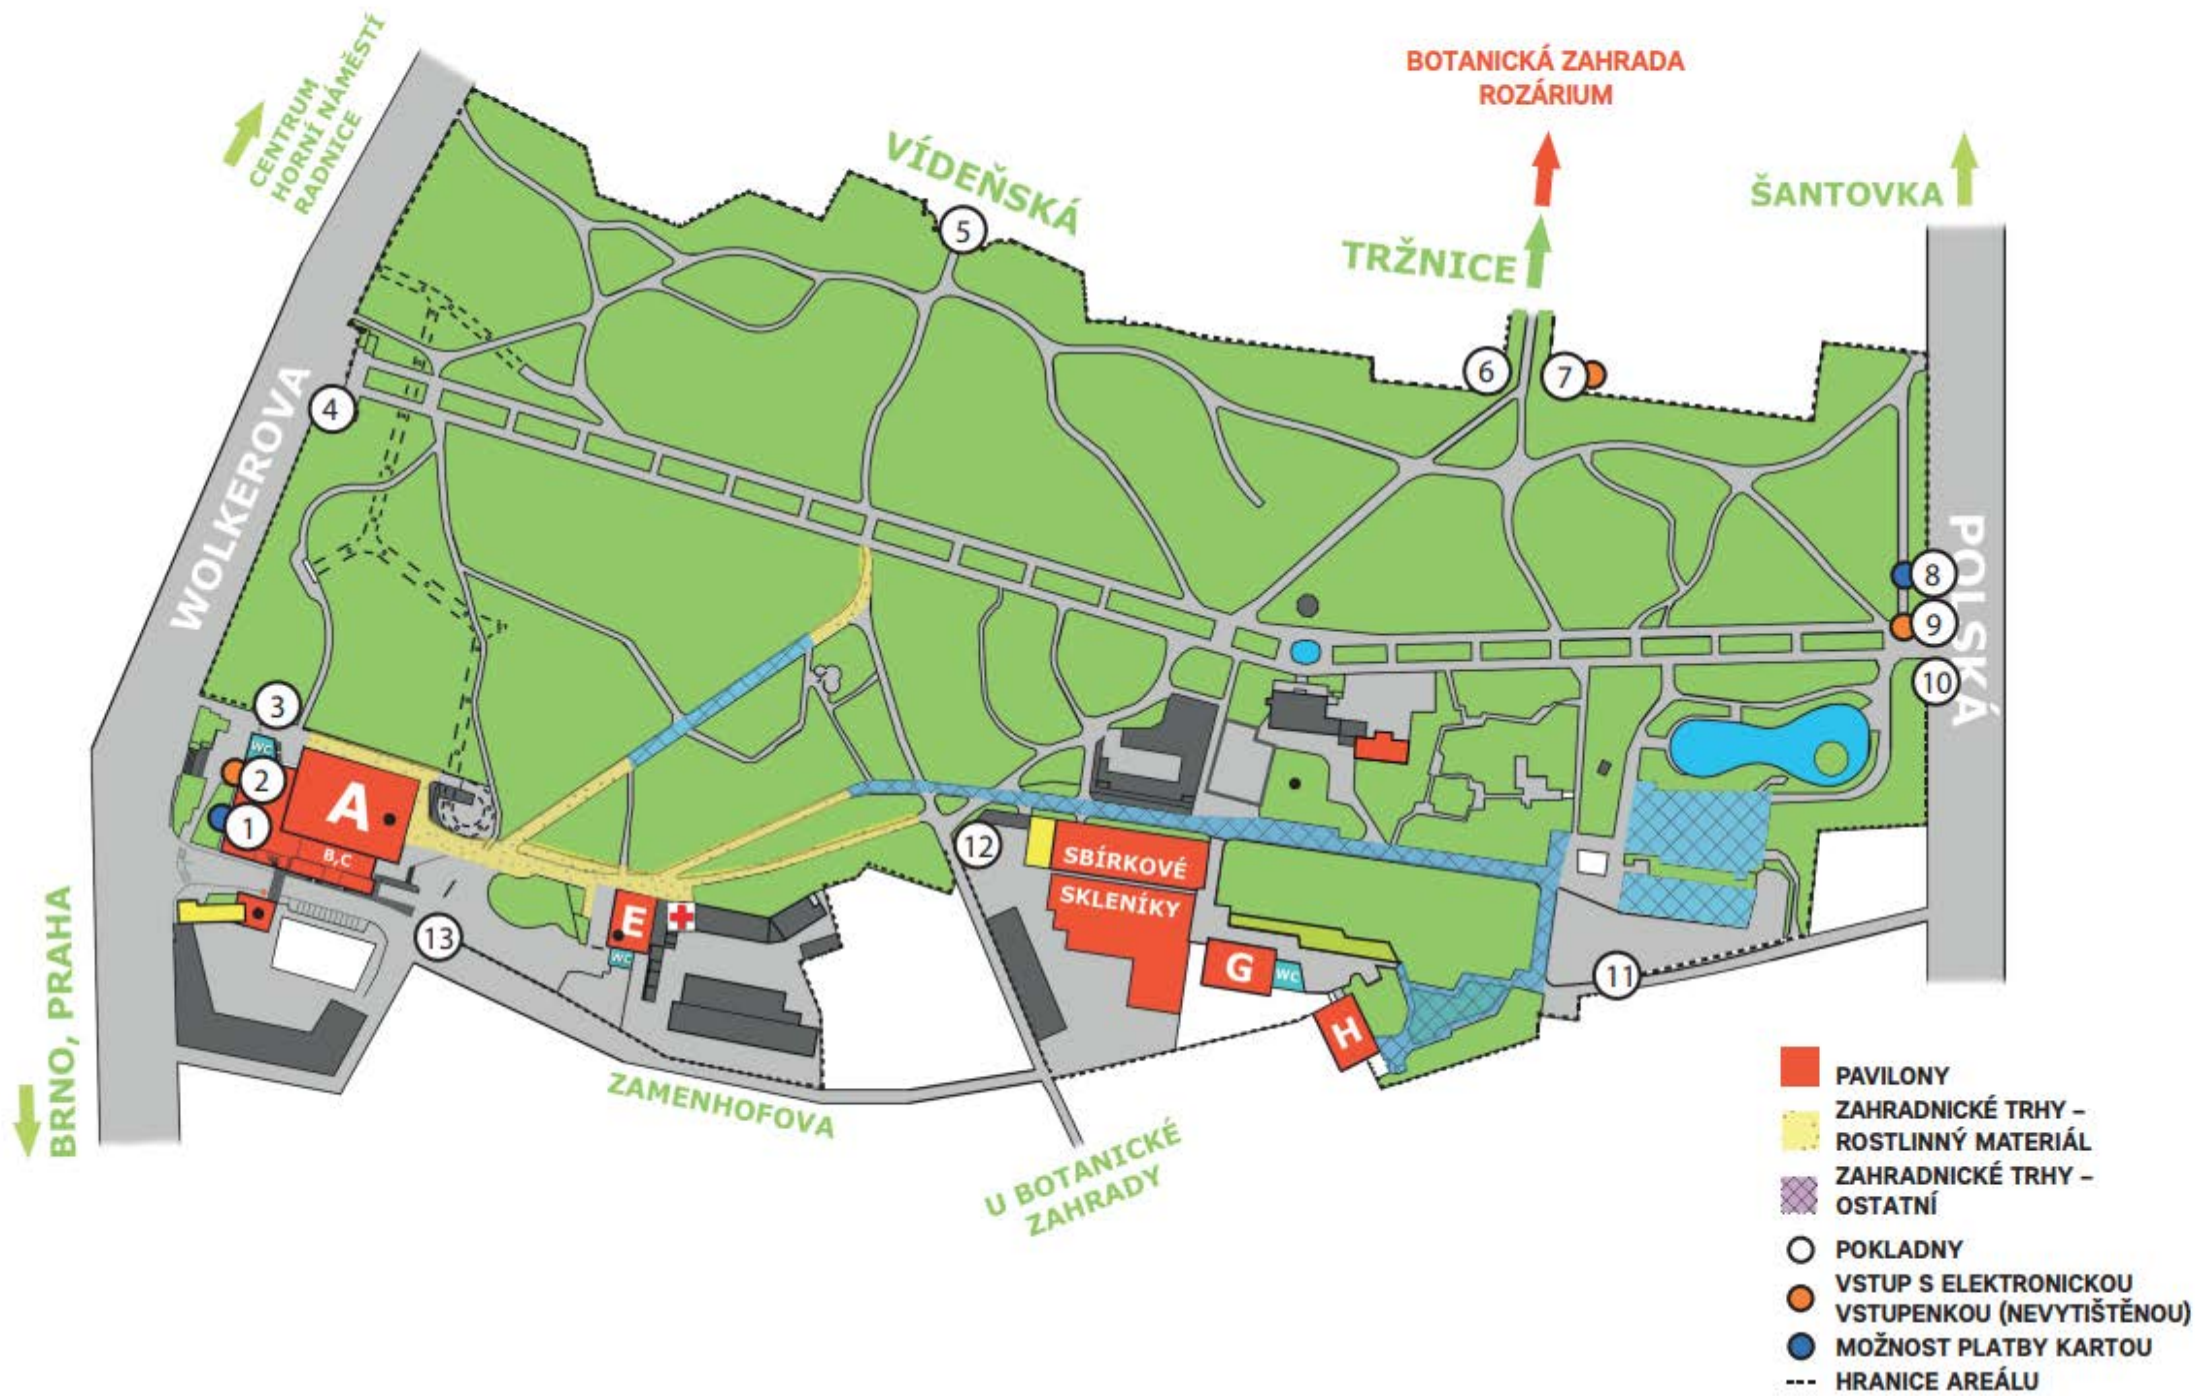 CENTRUM
HORNÍ NÁMĚSTÍ
RADNICE
VÍDEŇSKÁ
BOTANICKÁ ZAHRADA
ROZÁRIUM
TRŽNICE
ŠANTOVKA
5
6
7
4
WOLKEROVA
POLSKÁ
8
9
10
3
WC
2
1
A
B,C
E
WC
13
12
SBÍRKOVÉ
SKLENÍKY
G
WC
H
11
BRNO, PRAHA
ZAMENHOFOVA
U BOTANICKÉ
ZAHRADY
PAVILONY
ZAHRADNICKÉ TRHY –
ROSTLINNÝ MATERIÁL
ZAHRADNICKÉ TRHY –
OSTATNÍ
POKLADNY
VSTUP S ELEKTRONICKOU
VSTUPENKOU (NEVYTIŠTĚNOU)
MOŽNOST PLATBY KARTOU
HRANICE AREÁLU